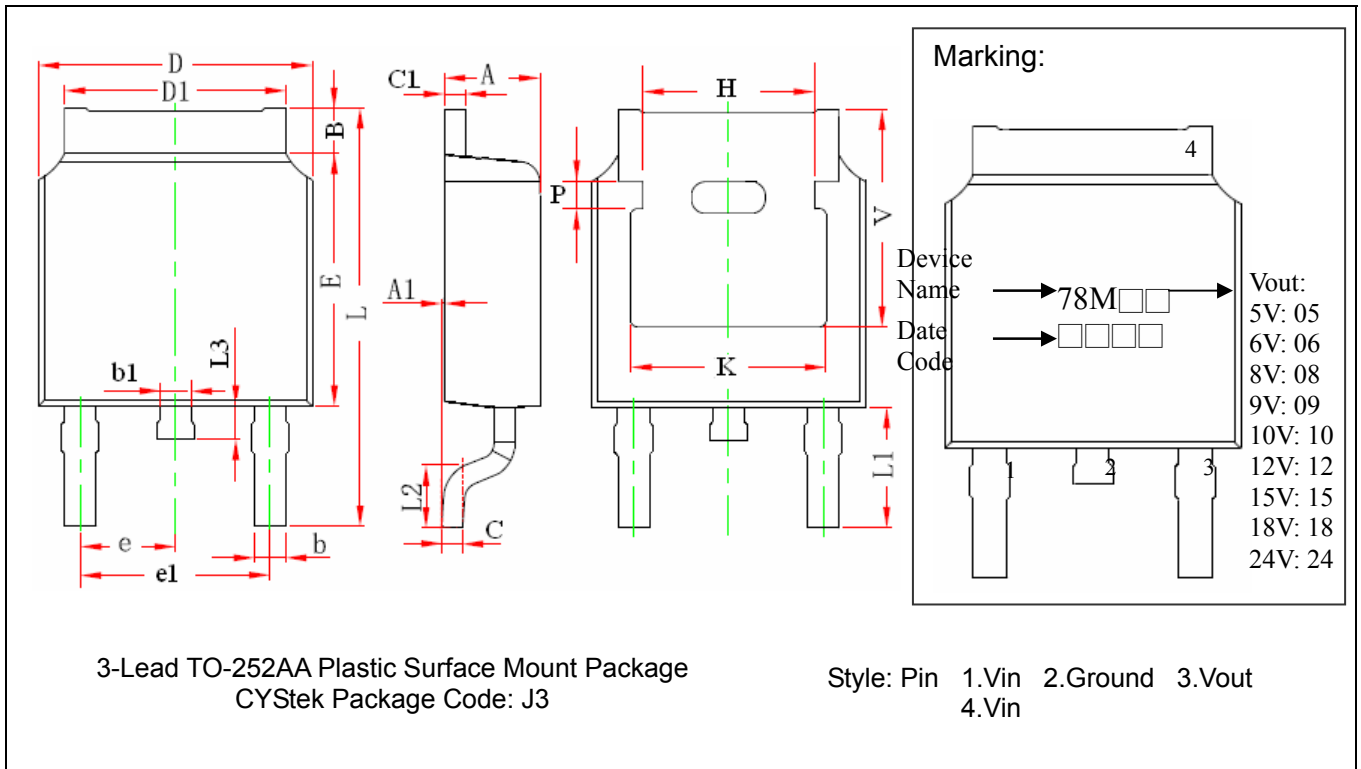 D
D1
B
E
L
L3
b1
e
e1
b
C1
A
A1
L2
C
H
P
V
K
L1
Marking:
4
Device
Name
78M□□
Date
Code
□□□□
1
2
3
Vout:
5V: 05
6V: 06
8V: 08
9V: 09
10V: 10
12V: 12
15V: 15
18V: 18
24V: 24
3-Lead TO-252AA Plastic Surface Mount Package
CYStek Package Code: J3
Style: Pin 1.Vin 2.Ground 3.Vout
4.Vin